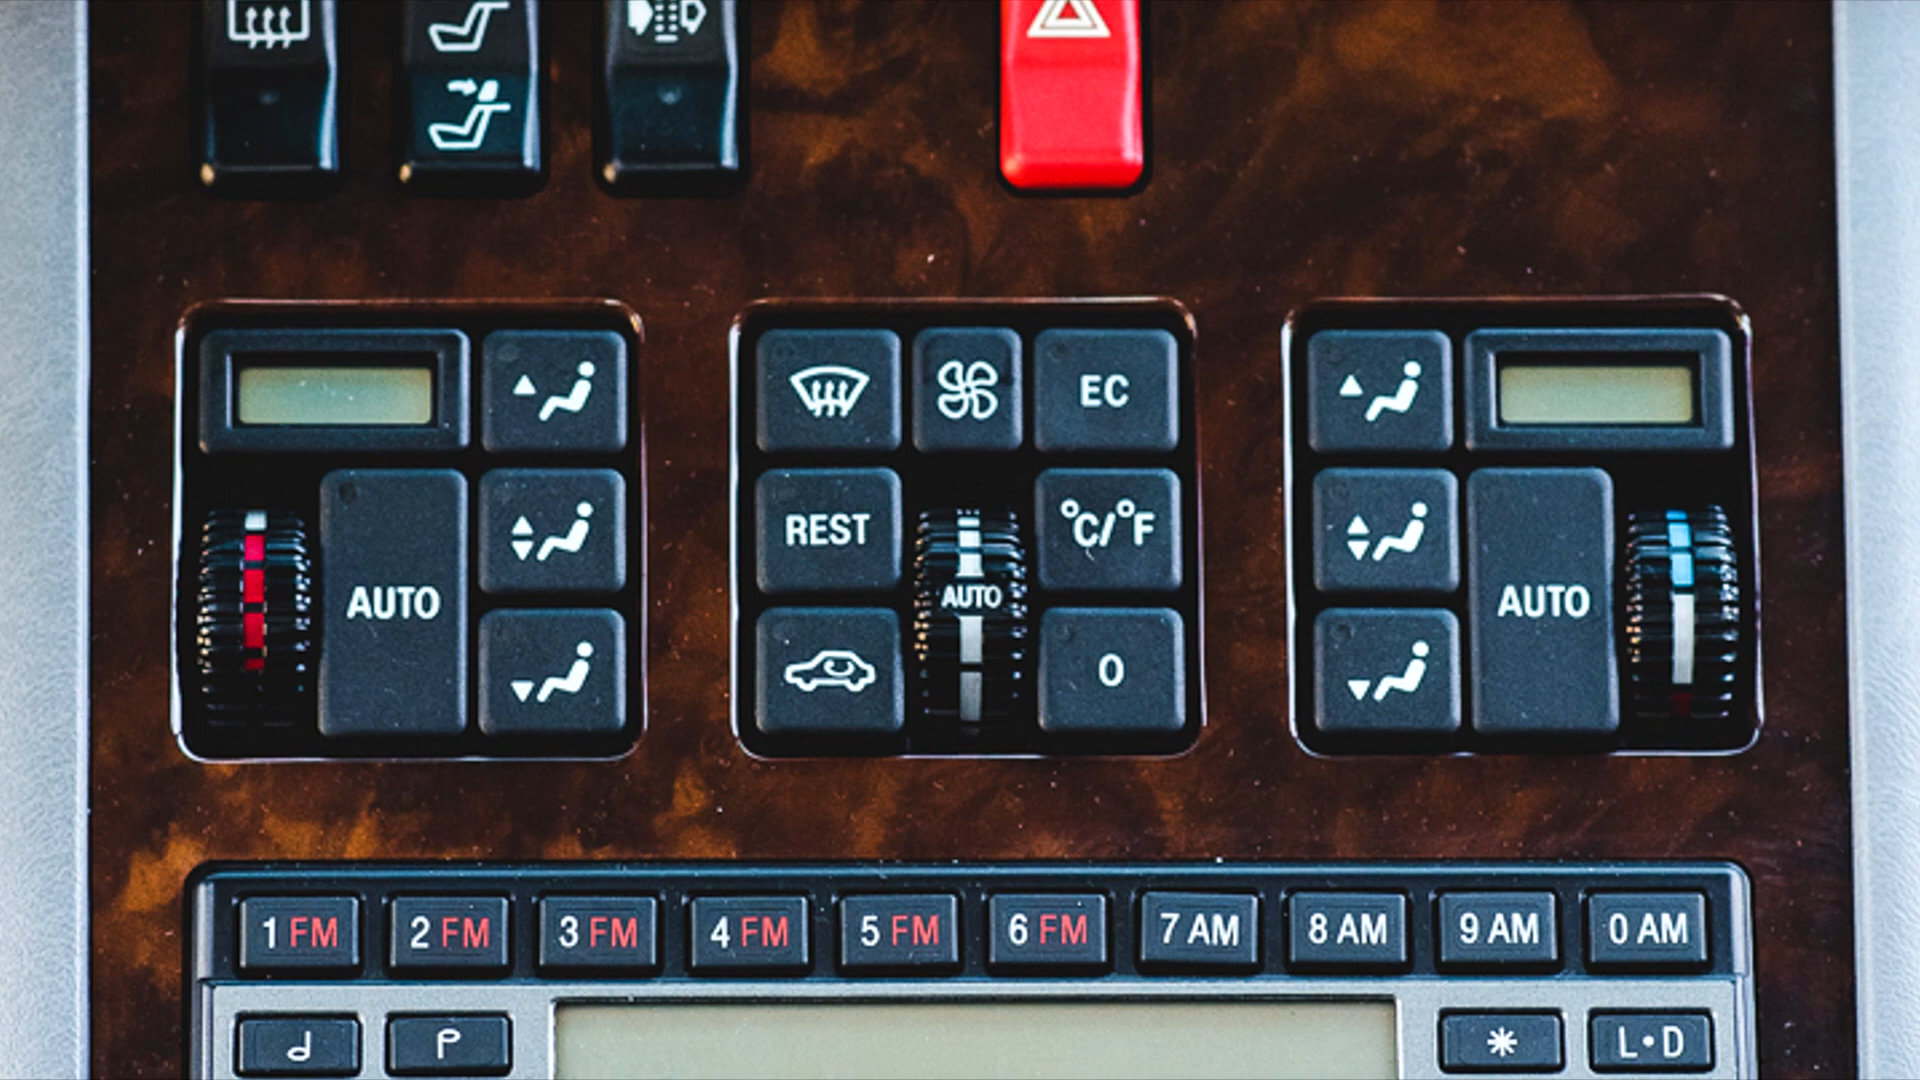 EC
REST
°C/°F
AUTO
AUTO
AUTO
0
1 FM 2 FM 3 FM 4 FM 5 FM 6 FM 7 AM 8 AM 9 AM 0 AM
* L•D